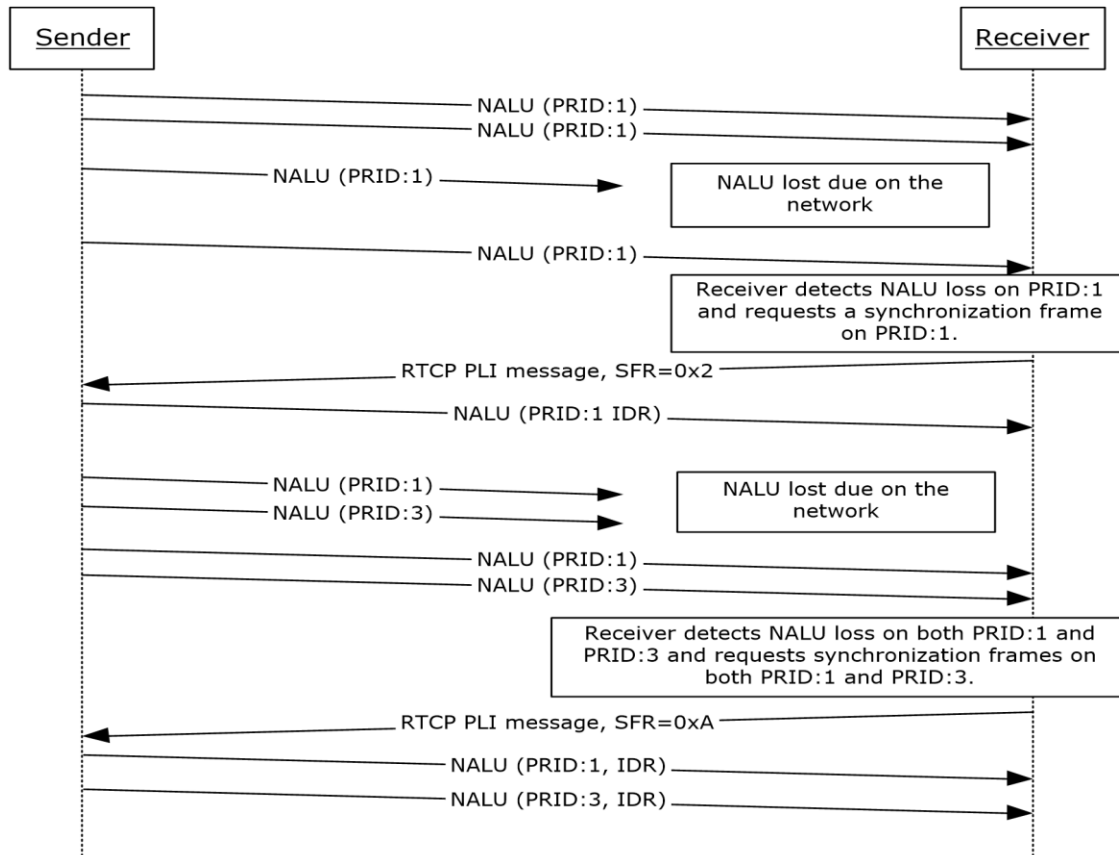 Sender
Receiver
NALU (PRID:1)
NALU (PRID:1)
NALU (PRID:1)
NALU lost due on the
network
NALU (PRID:1)
Receiver detects NALU loss on PRID:1
and requests a synchronization frame
on PRID:1.
RTCP PLI message, SFR=0x2
NALU (PRID:1 IDR)
NALU (PRID:1)
NALU lost due on the
network
NALU (PRID:3)
NALU (PRID:1)
NALU (PRID:3)
Receiver detects NALU loss on both PRID:1 and
PRID:3 and requests synchronization frames on
both PRID:1 and PRID:3.
RTCP PLI message, SFR=0xA
NALU (PRID:1, IDR)
NALU (PRID:3, IDR)